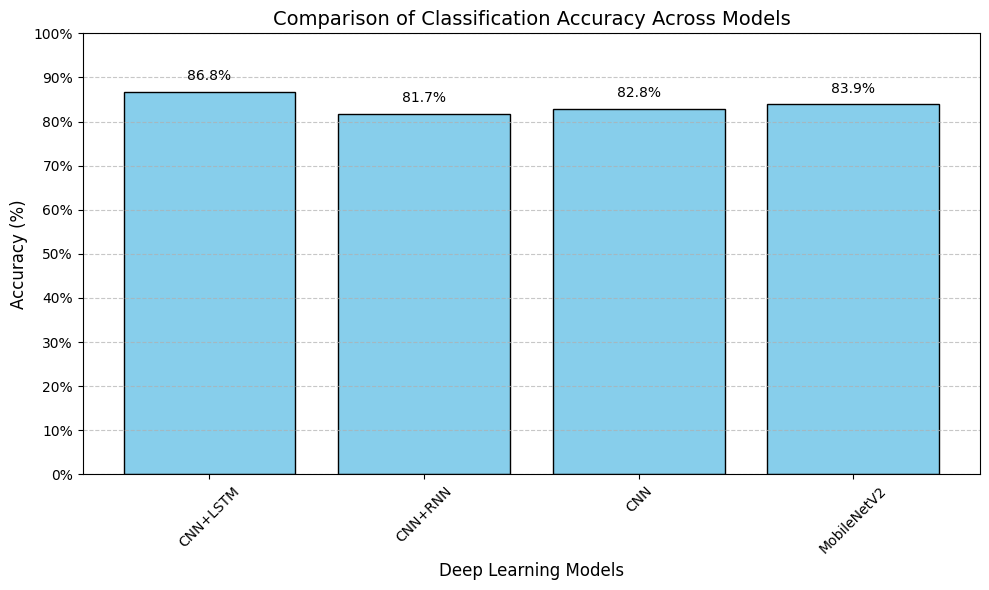 Comparison of Classification Accuracy Across Models
100%
90%
80%
70%
60%
50%
40%
30%
20%
10%
0%
Accuracy (%)
86.8%
81.7%
82.8%
83.9%
CNN+LSTM
CNN+RNN
CNN
MobileNetV2
Deep Learning Models